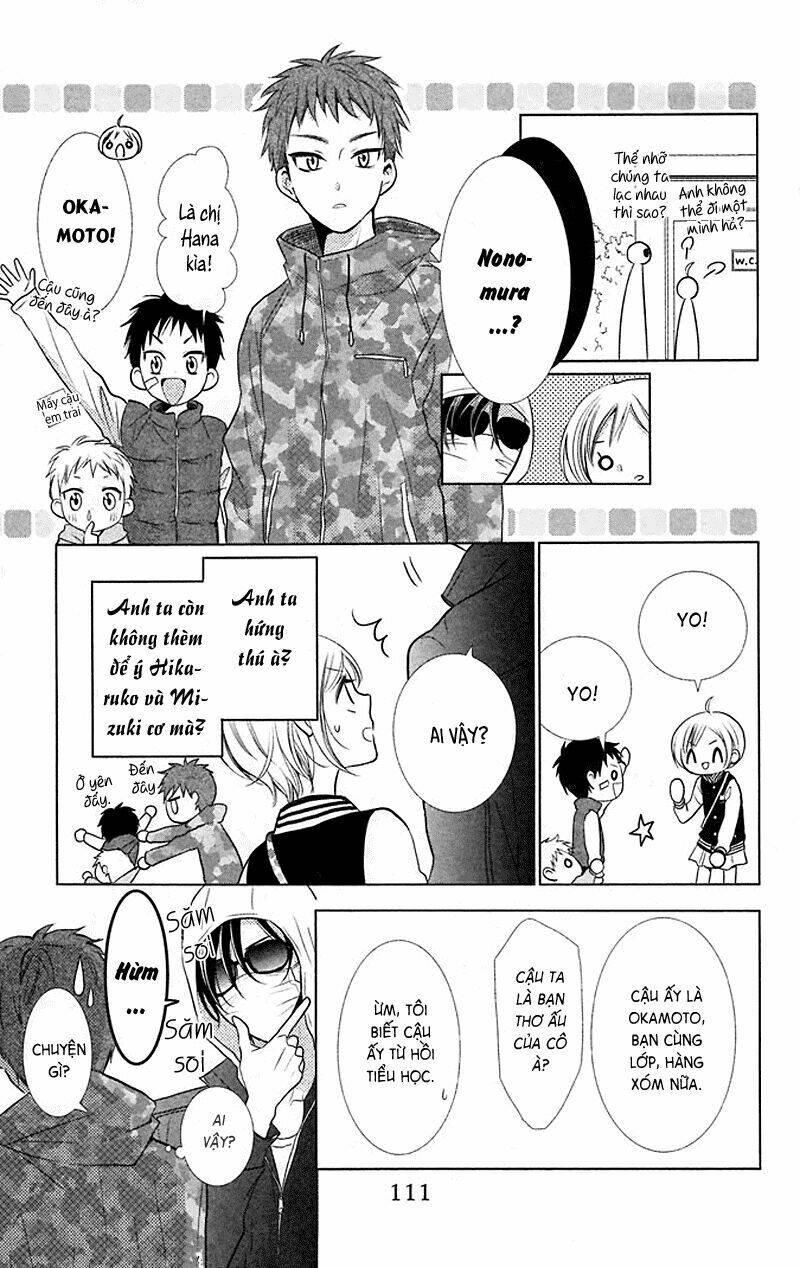 Thế nhỡ
chúng ta
lạc nhau
thì sao?
Anh không
thể đi một
mình hả?
W.C.
Nono-
mura
...?
Là chị
Hana
kìa!
OKA-
MOTO!
Cậu cũng
đến đây à?
Mấy cậu
em trai
YO!
YO!
Anh ta
hứng
thú à?
Anh ta còn
không thèm
để ý Hika-
ruko và Mi-
zuki cơ mà?
AI VẬY?
Đến
đây
Ở yên
đấy.
CẬU ẤY LÀ
OKAMOTO,
BẠN CÙNG
LỚP, HÀNG
XÓM NỮA.
CẬU TA
LÀ BẠN
THƠ ẤU
CỦA CÔ
À?
ỪM, TÔI
BIẾT CẬU
ẤY TỪ HỒI
TIỂU HỌC.
Săm
soi
Hừm
...
Săm
soi
CHUYỆN
GÌ?
AI
VẬY?
111